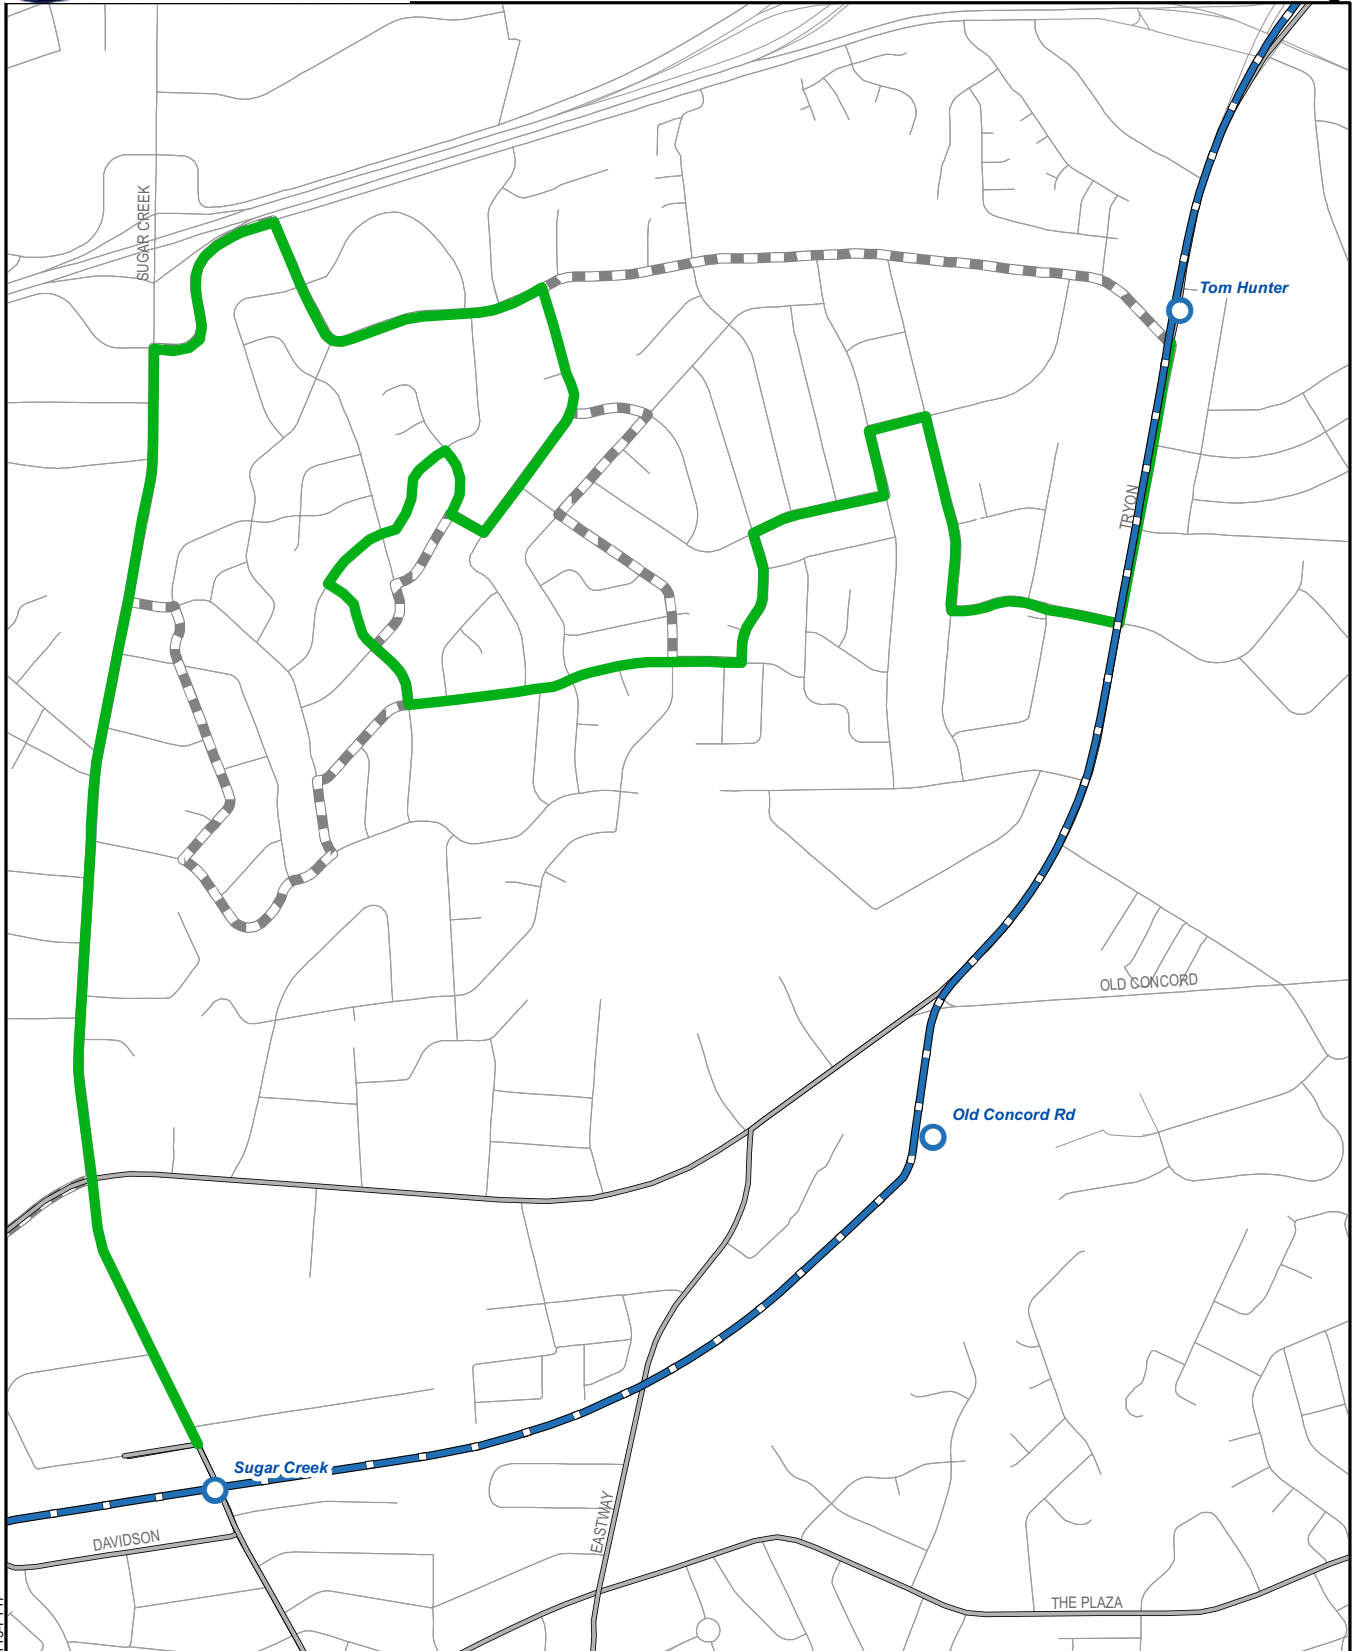 SUGAR CREEK
Tom Hunter
TRYON
OLD CONCORD
Old Concord Rd
Sugar Creek
DAVIDSON
EASTWAY
THE PLAZA